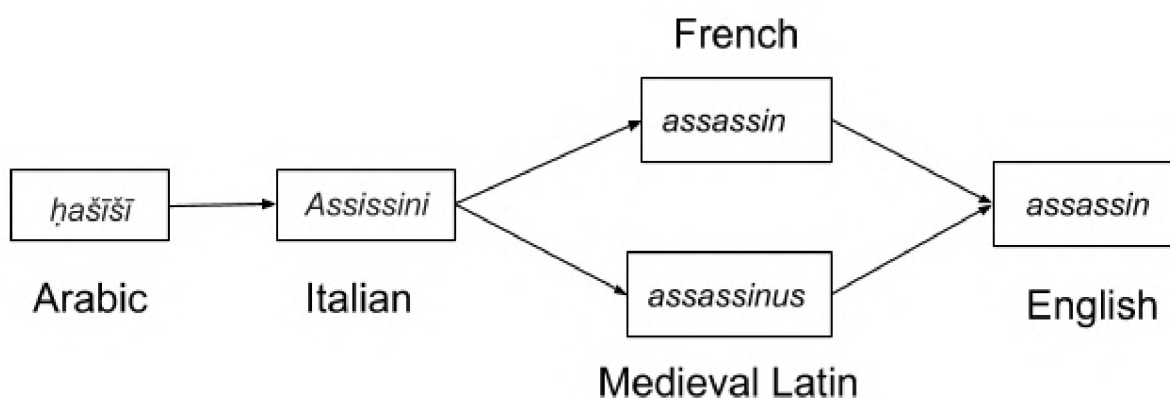 French
assassin
ḥašīšī
Assissini
assassin
Arabic
Italian
assassinus
English
Medieval Latin